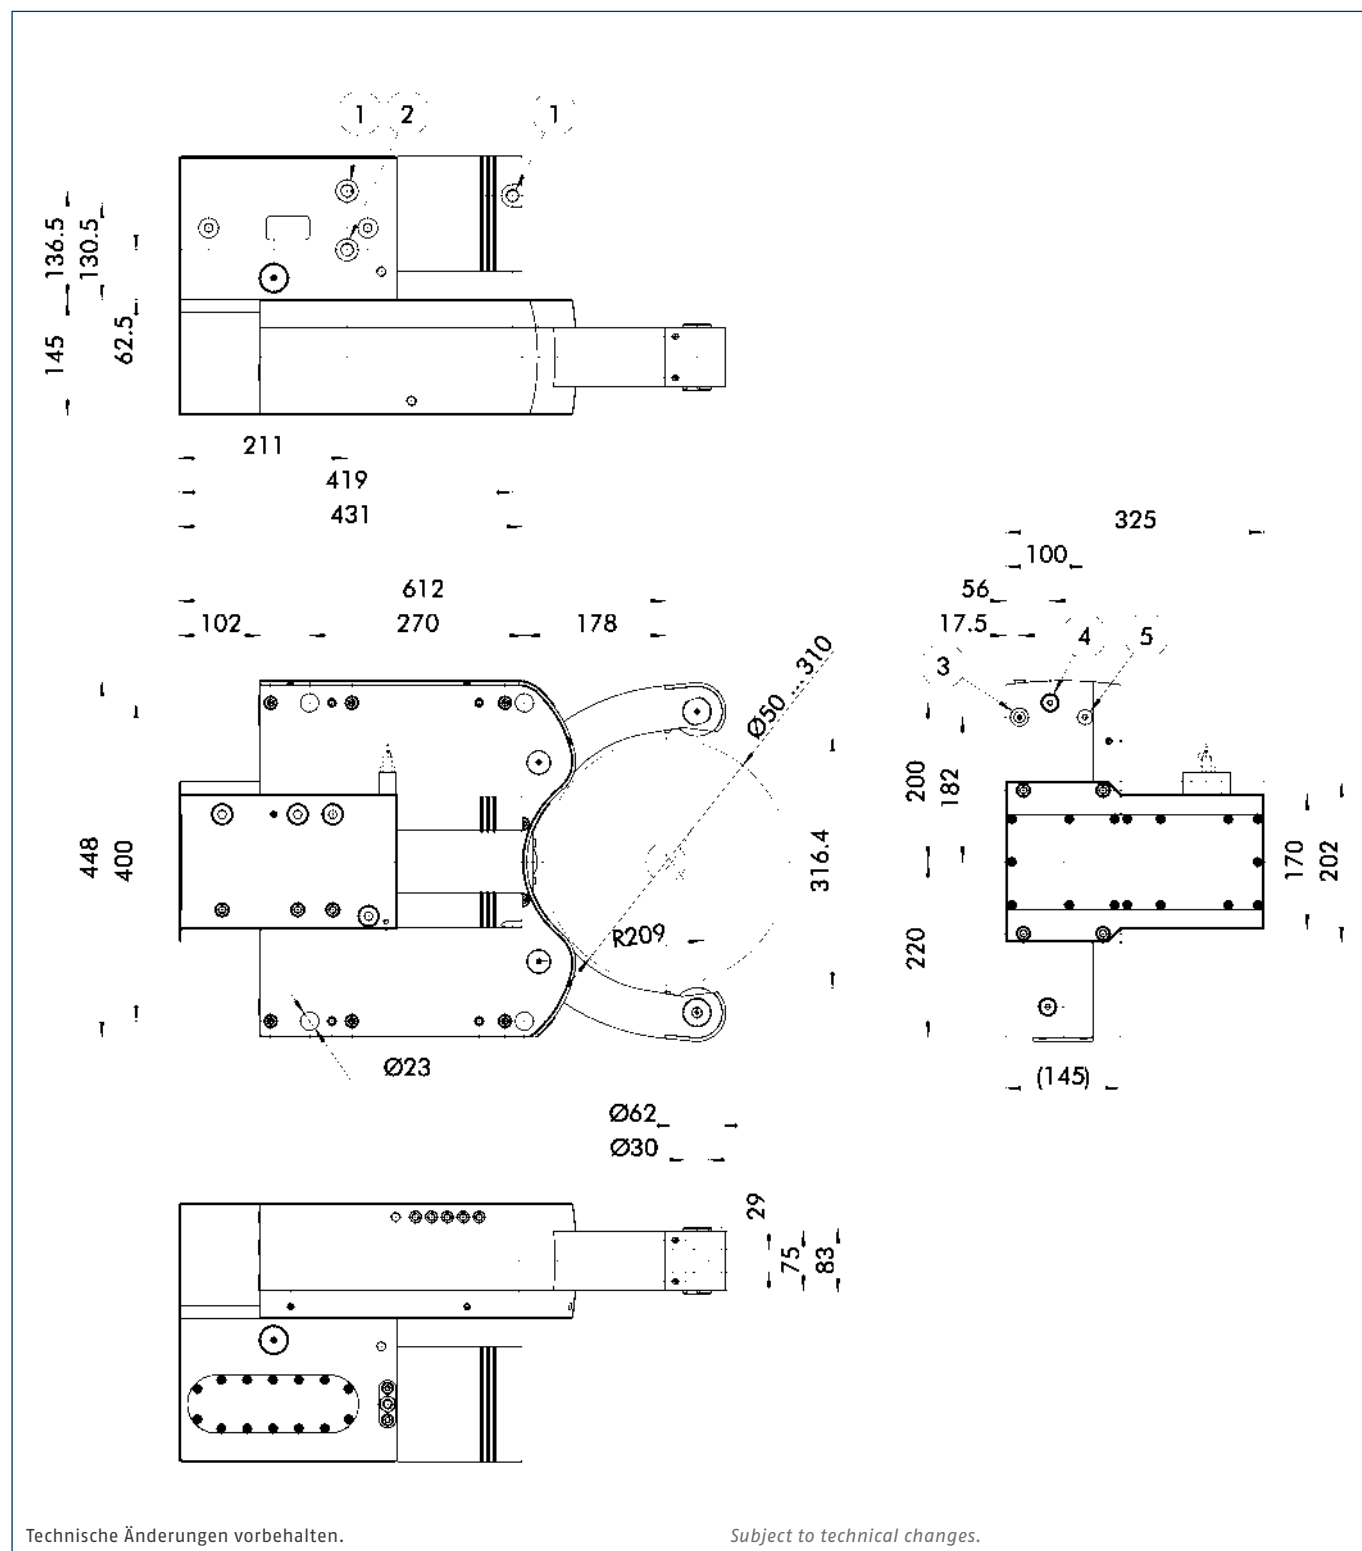 1 2 1
136.5
130.5
145
62.5
211
419
431
325
100
612
56
102 270 178
17.5
4 5
3
Ø50 ... 310
200
182
448
400
316.4
170
202
R209
220
Ø23
(145)
Ø62
Ø30
29
75
83
Technische Änderungen vorbehalten.
Subject to technical changes.